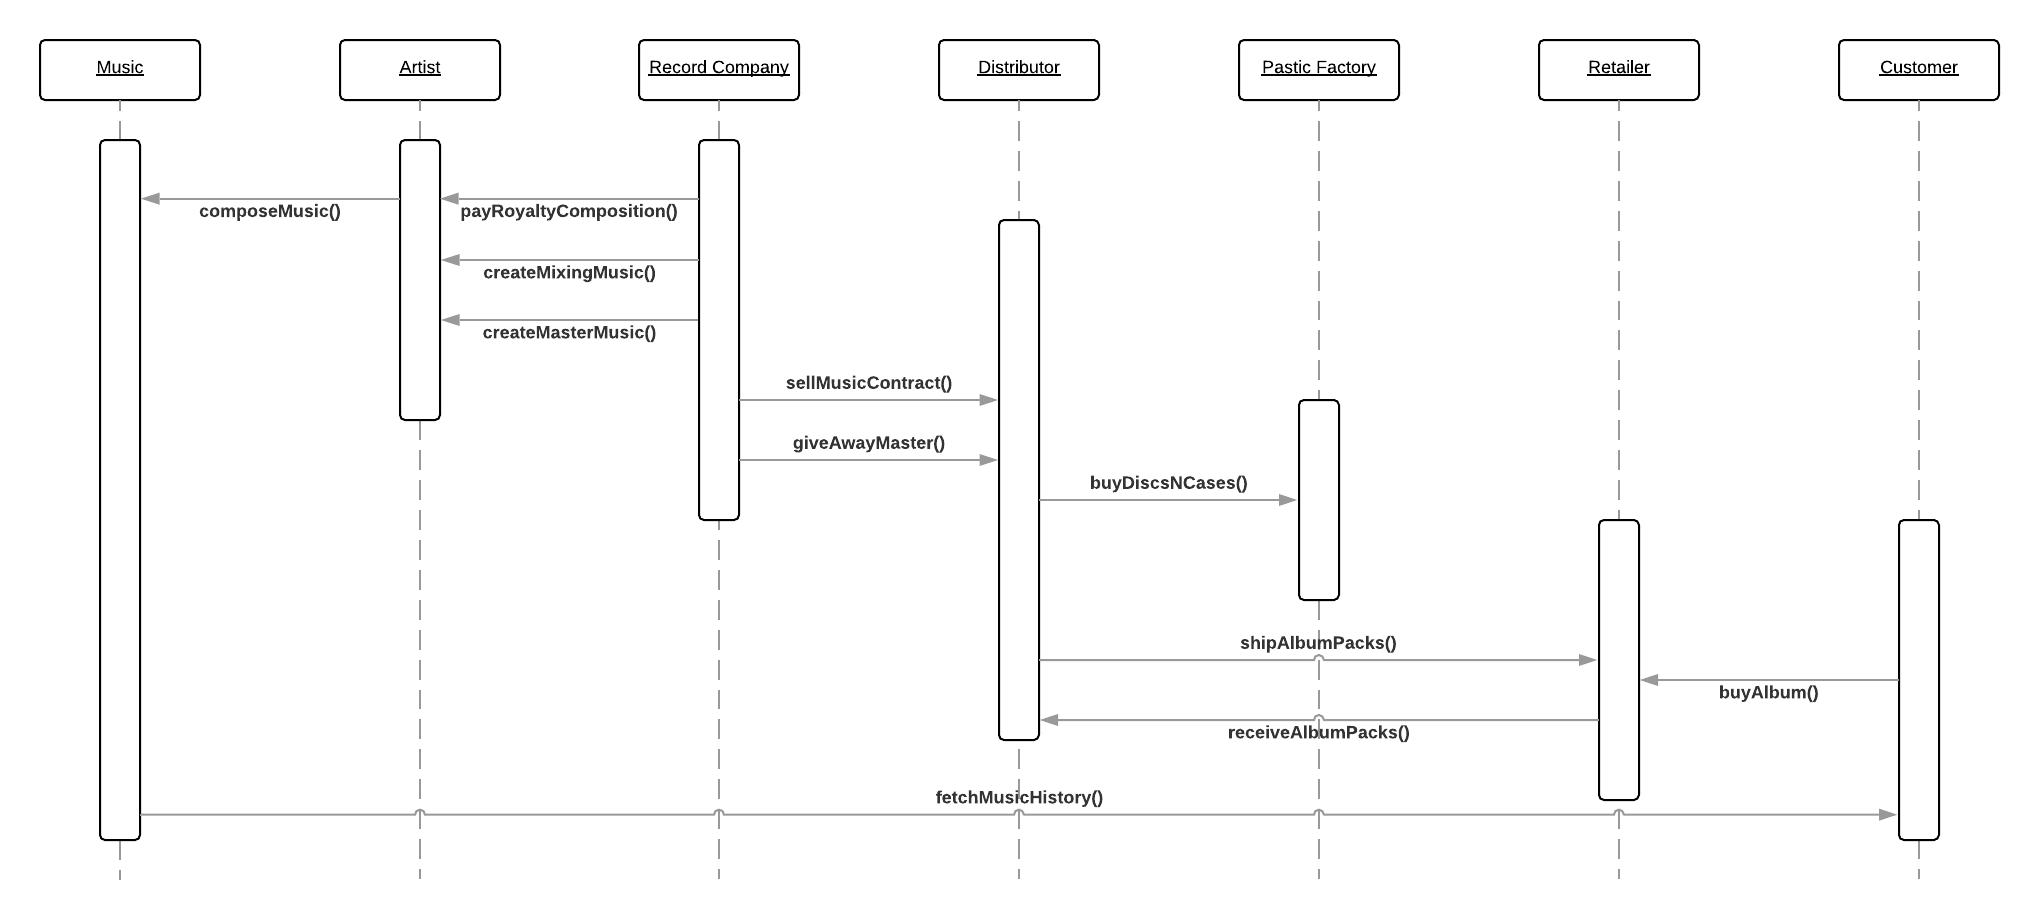 Music
Artist
Record Company
Distributor
Pastic Factory
Retailer
Customer
composeMusic()
payRoyaltyComposition()
createMixingMusic()
createMasterMusic()
sellMusicContract()
giveAwayMaster()
buyDiscsNCases()
shipAlbumPacks()
buyAlbum()
receiveAlbumPacks()
fetchMusicHistory()